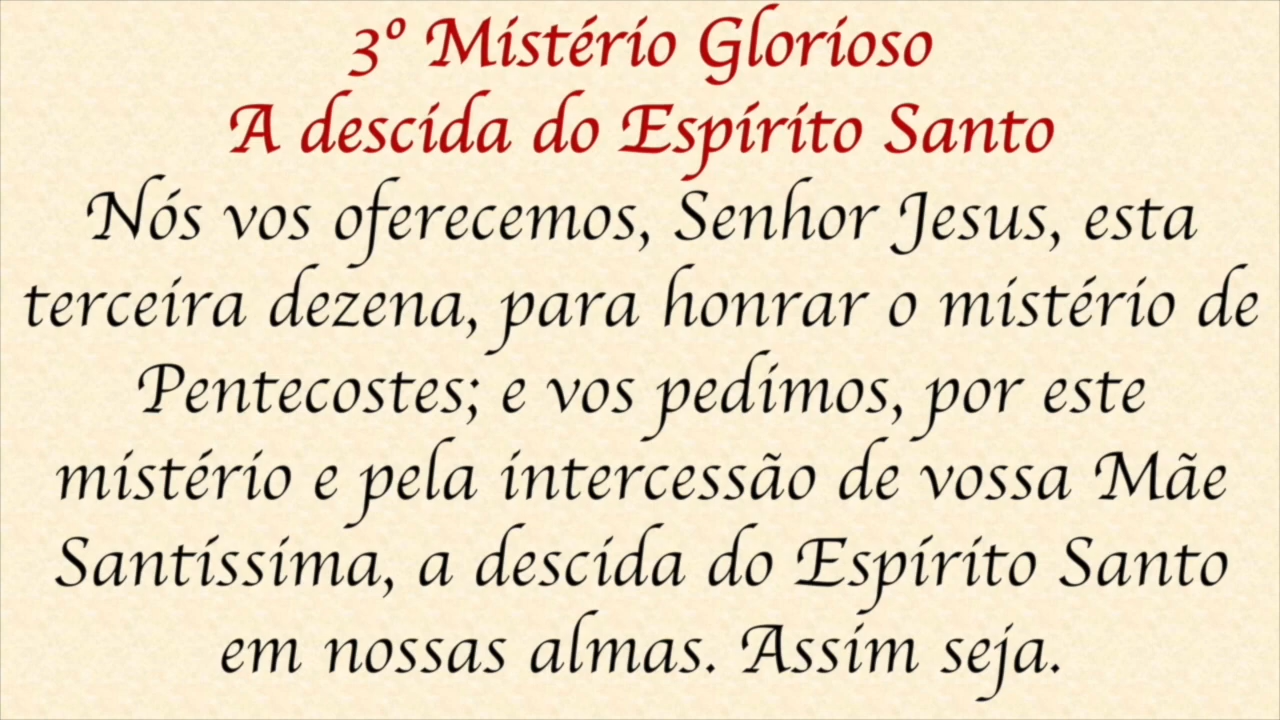 3º Mistério Glorioso
A descida do Espírito Santo
Nós vos oferecemos, Senhor Jesus, esta
terceira dezena, para honrar o mistério de
Pentecostes; e vos pedimos, por este
mistério e pela intercessão de vossa Mãe
Santíssima, a descida do Espírito Santo
em nossas almas. Assim seja.